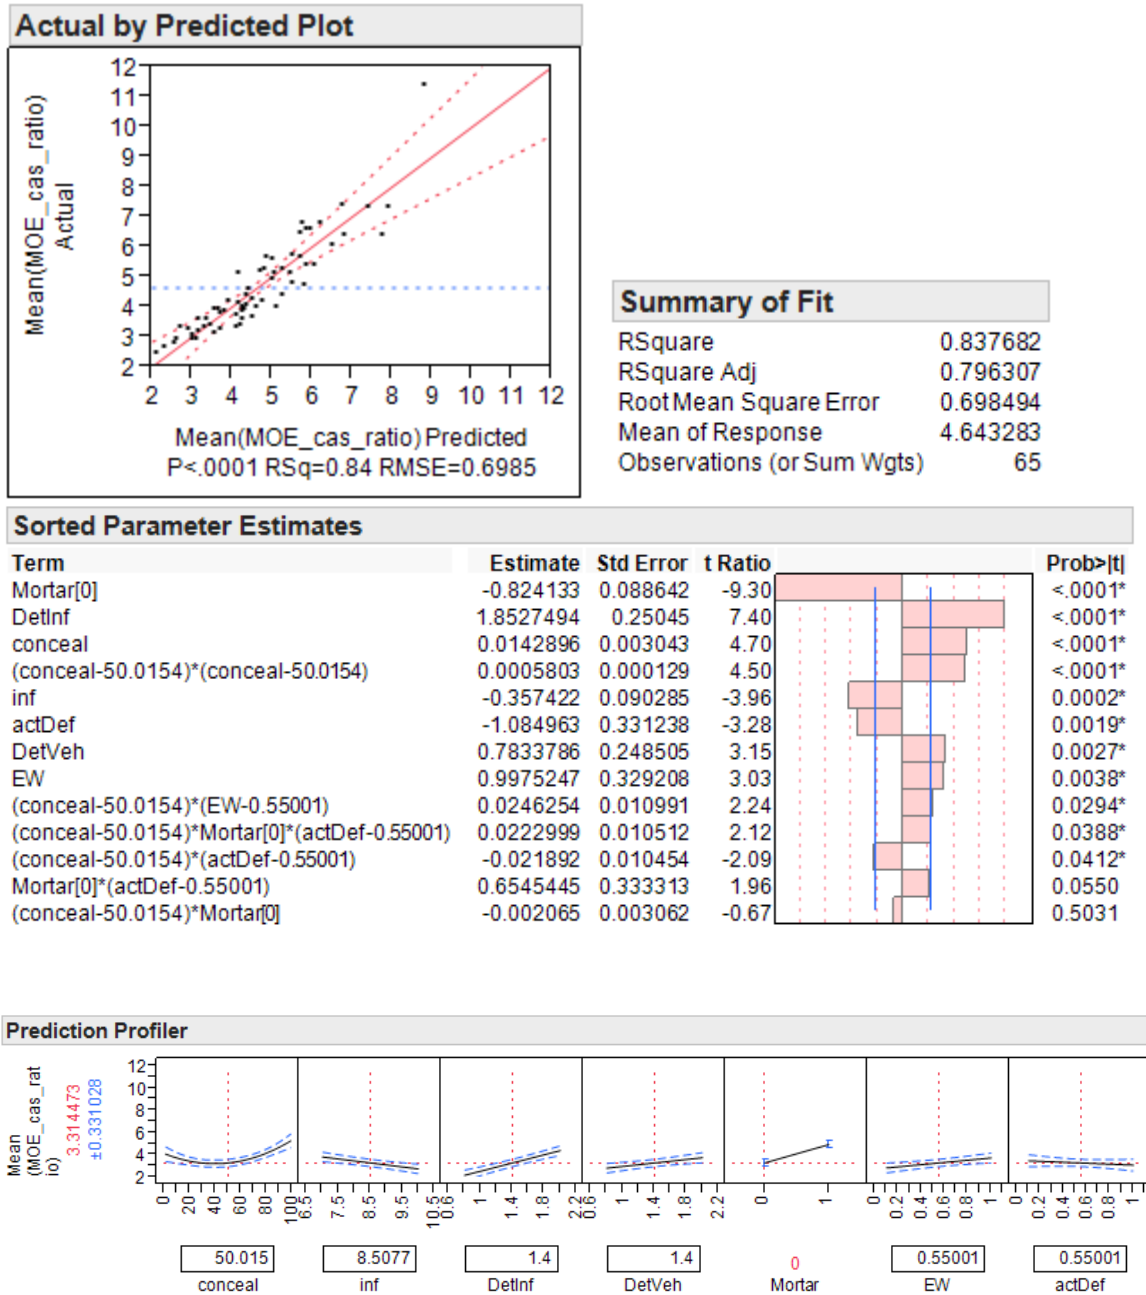 Actual by Predicted Plot
12
11
10
9
8
7
6
5
4
3
2
Mean(MOE_cas_ratio)
Actual
2 3 4 5 6 7 8 9 10 11 12
Mean(MOE_cas_ratio) Predicted
P<.0001 RSq=0.84 RMSE=0.6985
Summary of Fit
RSquare 0.837682
RSquare Adj 0.796307
Root Mean Square Error 0.698494
Mean of Response 4.643283
Observations (or Sum Wgts) 65
Sorted Parameter Estimates
Term Estimate Std Error t Ratio Prob>|t|
Mortar[0] -0.824133 0.088642 -9.30 <.0001*
DetInf 1.8527494 0.25045 7.40 <.0001*
conceal 0.0142896 0.003043 4.70 <.0001*
(conceal-50.0154)*(conceal-50.0154) 0.0005803 0.000129 4.50 <.0001*
inf -0.357422 0.090285 -3.96 0.0002*
actDef -1.084963 0.331238 -3.28 0.0019*
DetVeh 0.7833786 0.248505 3.15 0.0027*
EW 0.9975247 0.329208 3.03 0.0038*
(conceal-50.0154)*(EW-0.55001) 0.0246254 0.010991 2.24 0.0294*
(conceal-50.0154)*Mortar[0]*(actDef-0.55001) 0.0222999 0.010512 2.12 0.0388*
(conceal-50.0154)*(actDef-0.55001) -0.021892 0.010454 -2.09 0.0412*
Mortar[0]*(actDef-0.55001) 0.6545445 0.333313 1.96 0.0550
(conceal-50.0154)*Mortar[0] -0.002065 0.003062 -0.67 0.5031
Prediction Profiler
Mean
(MOE_cas_rat
io)
3.314473
±0.331028
12
10
8
6
4
2
0 20 40 60 80 100
6.5 7.5 8.5 9.5 10.5
0.6 1 1.4 1.8 2.2
0.6 1 1.4 1.8 2.2
0 1
0 0.2 0.4 0.6 0.8 1
0 0.2 0.4 0.6 0.8 1
50.015 8.5077 1.4 1.4 0 0.55001 0.55001
conceal inf DetInf DetVeh Mortar EW actDef